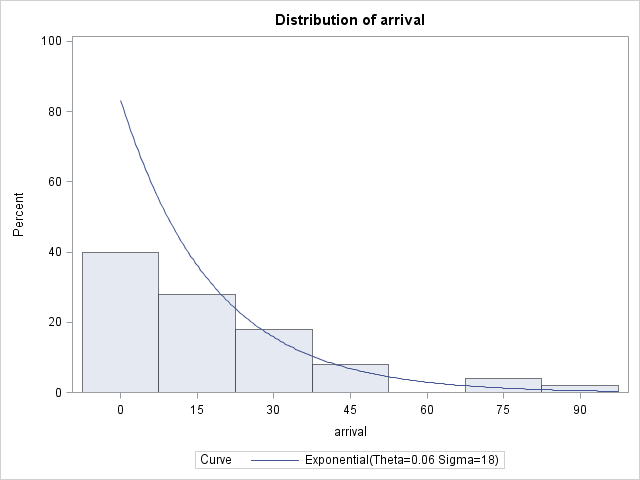 Distribution of arrival
100
80
60
40
20
0
Percent
0 15 30 45 60 75 90
arrival
Curve Exponential(Theta=0.06 Sigma=18)